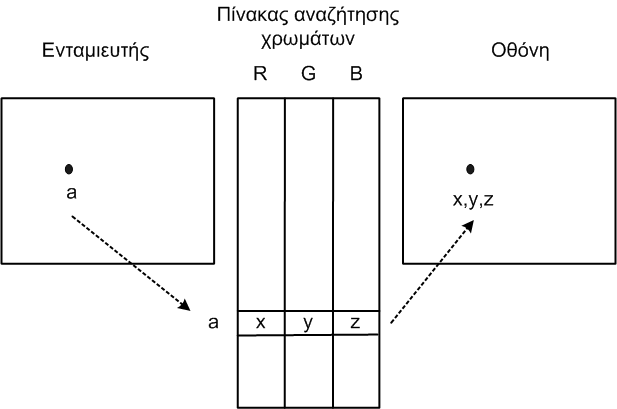 Πίνακας αναζήτησης
χρωμάτων
Ενταμιευτής
Οθόνη
R G B
a
x,y,z
a x y z